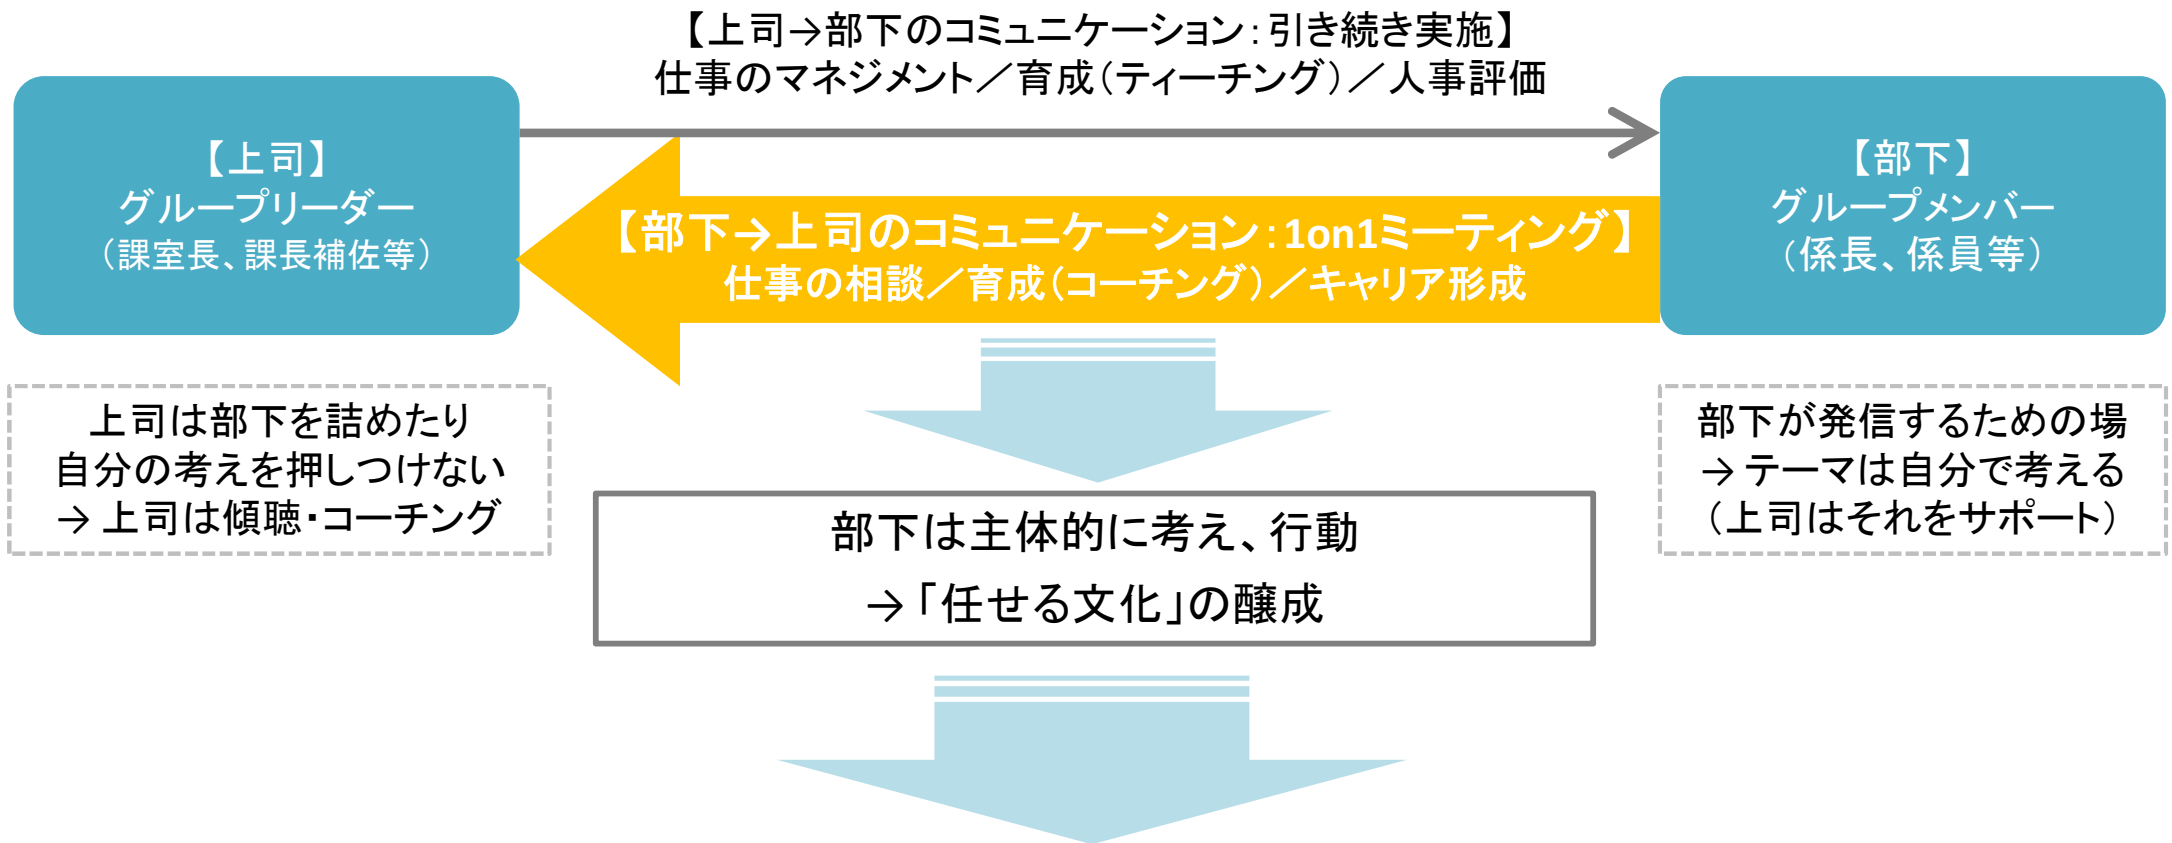 【上司→部下のコミュニケーション：引き続き実施】
仕事のマネジメント／育成（ティーチング）／人事評価
【上司】
グループリーダー
（課室長、課長補佐等）
【部下→上司のコミュニケーション：1on1ミーティング】
仕事の相談／育成（コーチング）／キャリア形成
【部下】
グループメンバー
（係長、係員等）
上司は部下を詰めたり
自分の考えを押しつけない
→ 上司は傾聴・コーチング
部下が発信するための場
→ テーマは自分で考える
（上司はそれをサポート）
部下は主体的に考え、行動
→「任せる文化」の醸成